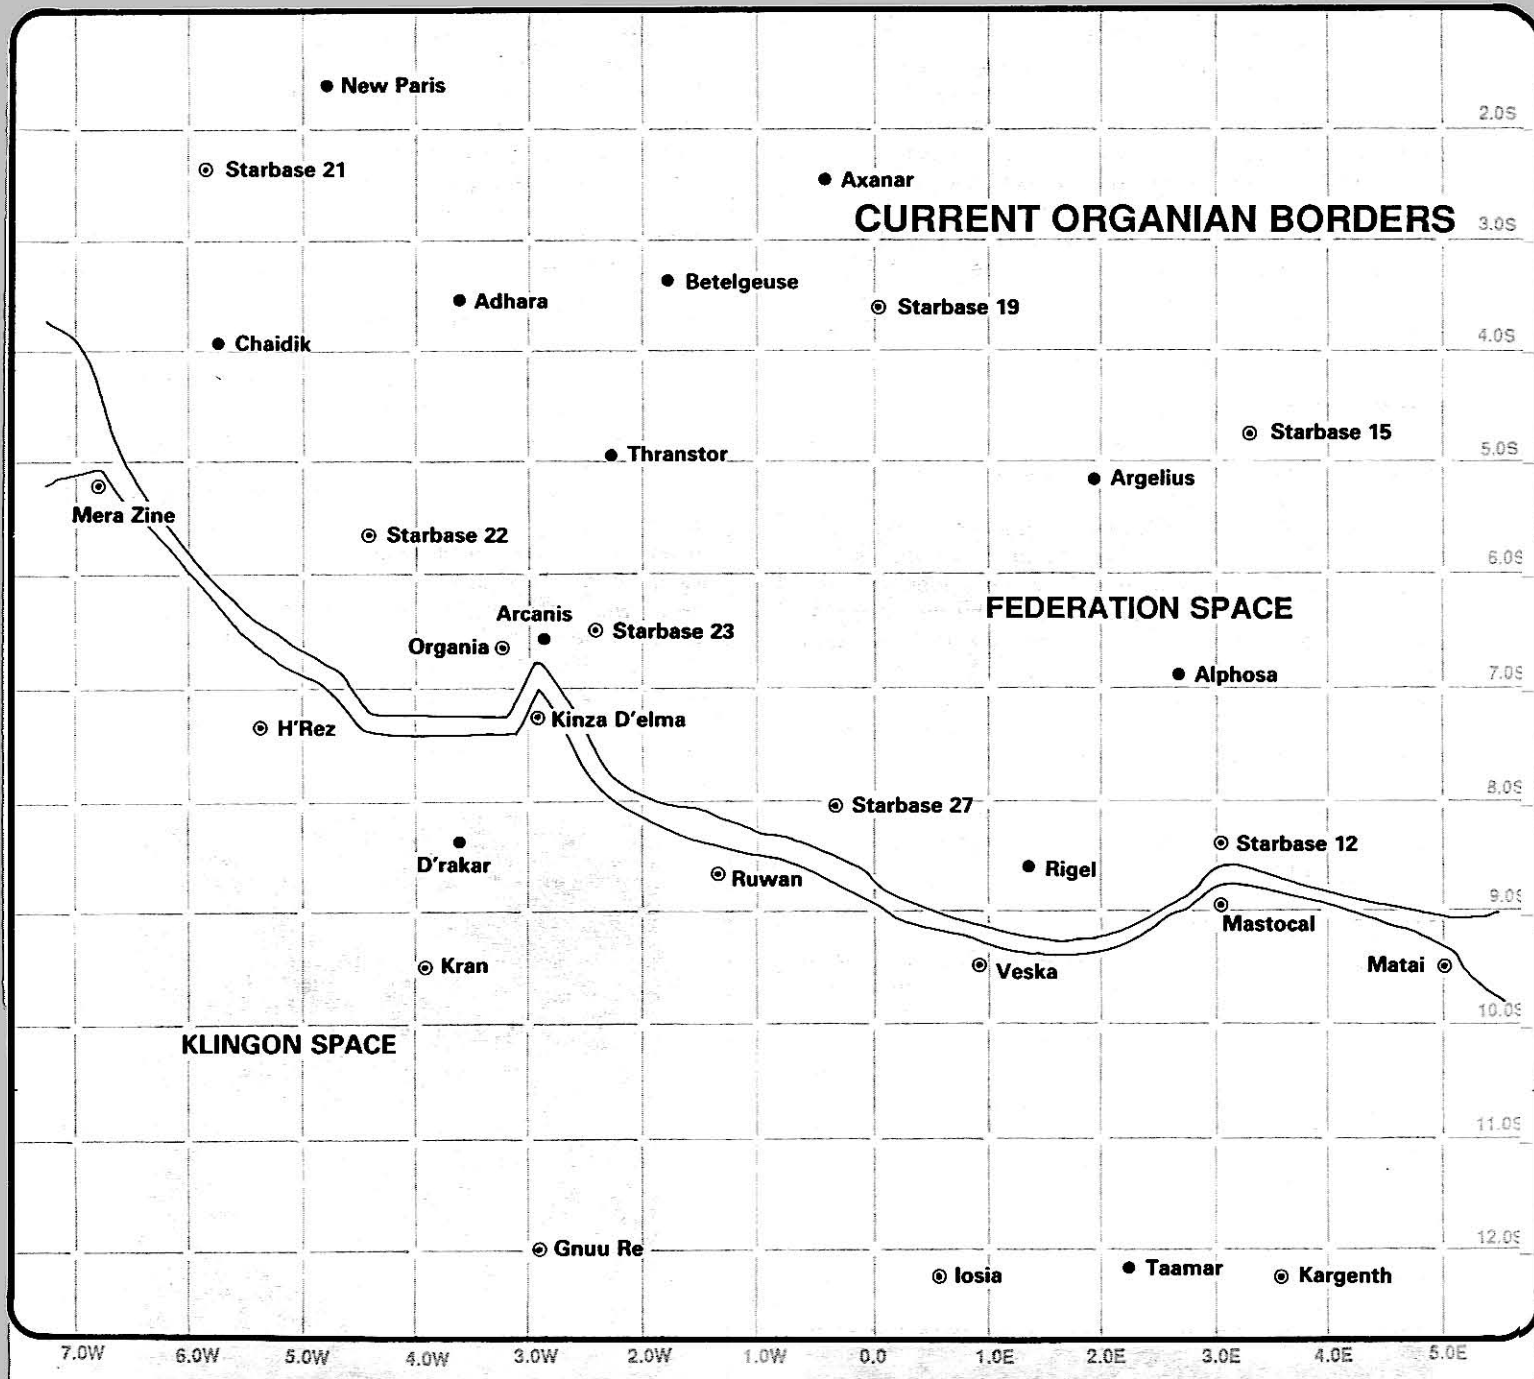 New Paris
2.0S
Starbase 21
Axanar
CURRENT ORGANIAN BORDERS
3.0S
Betelgeuse
Adhara
Starbase 19
Chaidik
4.0S
Starbase 15
Thranstor
5.0S
Argelius
Mera Zine
Starbase 22
6.0S
FEDERATION SPACE
Arcanis
Starbase 23
Organia
7.0S
Alphosa
Kinza D'elma
H'Rez
8.0S
Starbase 27
Starbase 12
D'rakar
Rigel
Ruwan
9.0S
Mastocal
Kran
Veska
Matai
10.0S
KLINGON SPACE
11.0S
12.0S
Gnuu Re
Iosia
Taamar
Kargenth
7.0W 6.0W 5.0W 4.0W 3.0W 2.0W 1.0W 0.0 1.0E 2.0E 3.0E 4.0E 5.0E